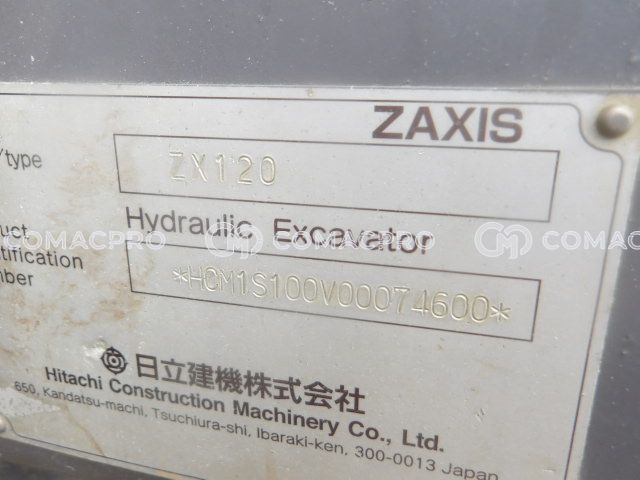 ZAXIS
/type
ZX120
Hydraulic Excavator
uct
tification
mber
*HCM1S100V00074600*
COMACPRO COMACPRO COMACP
日立建機株式会社
Hitachi Construction Machinery Co., Ltd.
650, Kandatsu-machi, Tsuchiura-shi, Ibaraki-ken, 300-0013 Japan